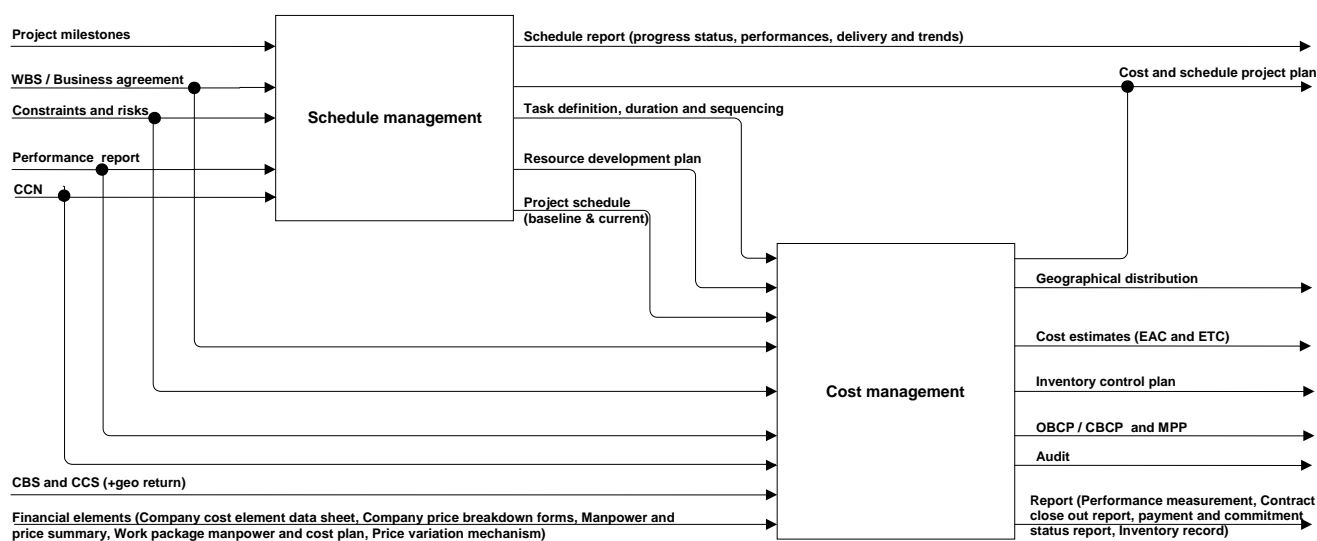 Project milestones
Schedule report (progress status, performances, delivery and trends)
WBS / Business agreement
Cost and schedule project plan
Constraints and risks
Schedule management
Task definition, duration and sequencing
Performance report
Resource development plan
CCN
Project schedule
(baseline & current)
Geographical distribution
Cost estimates (EAC and ETC)
Cost management
Inventory control plan
OBCP / CBCP and MPP
Audit
CBS and CCS (+geo return)
Financial elements (Company cost element data sheet, Company price breakdown forms, Manpower and
price summary, Work package manpower and cost plan, Price variation mechanism)
Report (Performance measurement, Contract
close out report, payment and commitment
status report, Inventory record)